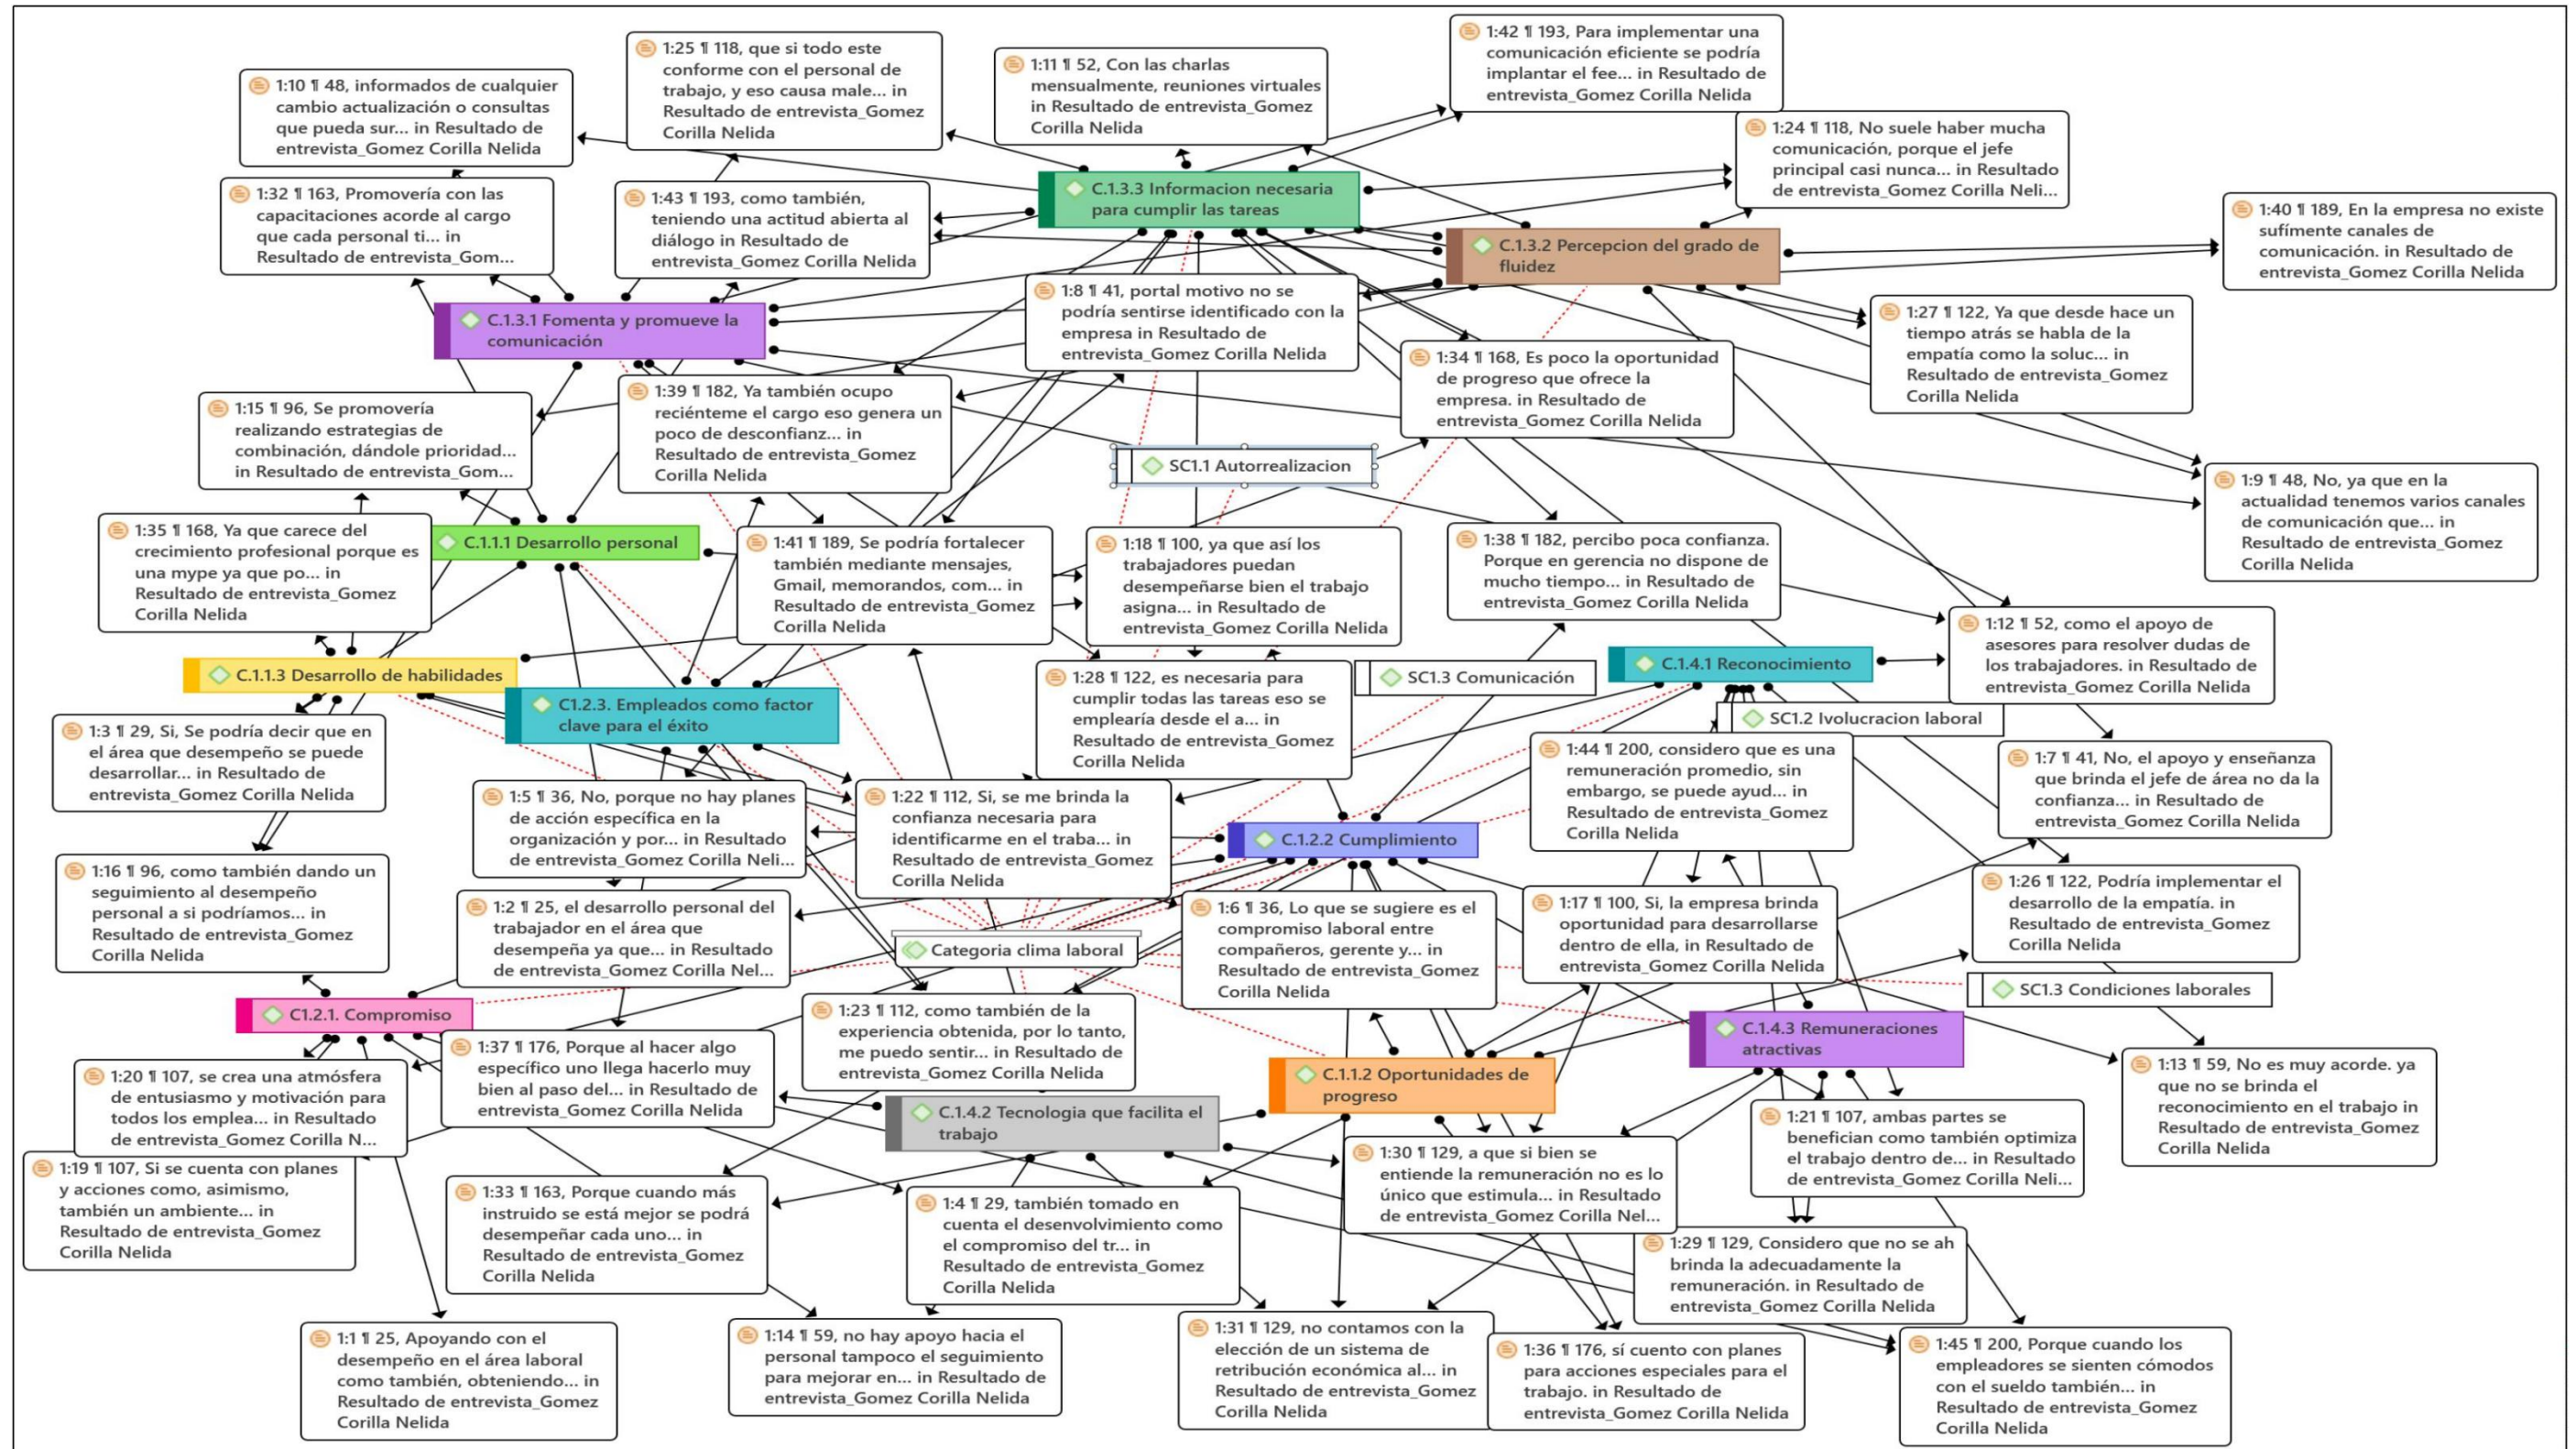 1:25 ¶ 118, que si todo este
conforme con el personal de
trabajo, y eso causa male... in
Resultado de entrevista_Gomez
Corilla Nelida
1:11 ¶ 52, Con las charlas
mensualmente, reuniones virtuales
in Resultado de entrevista_Gomez
Corilla Nelida
1:42 ¶ 193, Para implementar una
comunicación eficiente se podría
implantar el fee... in Resultado de
entrevista_Gomez Corilla Nelida
1:10 ¶ 48, informados de cualquier
cambio actualización o consultas
que pueda sur... in Resultado de
entrevista_Gomez Corilla Nelida
1:24 ¶ 118, No suele haber mucha
comunicación, porque el jefe
principal casi nunca... in Resultado
de entrevista_Gomez Corilla Neli...
1:32 ¶ 163, Promovería con las
capacitaciones acorde al cargo
que cada personal ti... in
Resultado de entrevista_Gom...
1:43 ¶ 193, como también,
teniendo una actitud abierta al
diálogo in Resultado de
entrevista_Gomez Corilla Nelida
C.1.3.3 Informacion necesaria
para cumplir las tareas
C.1.3.2 Percepcion del grado de
fluidez
1:40 ¶ 189, En la empresa no existe
sufímente canales de
comunicación. in Resultado de
entrevista_Gomez Corilla Nelida
C.1.3.1 Fomenta y promueve la
comunicación
1:8 ¶ 41, portal motivo no se
podría sentirse identificado con la
empresa in Resultado de
entrevista_Gomez Corilla Nelida
1:27 ¶ 122, Ya que desde hace un
tiempo atrás se habla de la
empatía como la soluc... in
Resultado de entrevista_Gomez
Corilla Nelida
1:34 ¶ 168, Es poco la oportunidad
de progreso que ofrece la
empresa. in Resultado de
entrevista_Gomez Corilla Nelida
1:15 ¶ 96, Se promovería
realizando estrategias de
combinación, dándole prioridad...
in Resultado de entrevista_Gom...
1:39 ¶ 182, Ya también ocupo
reciénteme el cargo eso genera un
poco de desconfianz... in
Resultado de entrevista_Gomez
Corilla Nelida
SC1.1 Autorrealizacion
1:9 ¶ 48, No, ya que en la
actualidad tenemos varios canales
de comunicación que... in
Resultado de entrevista_Gomez
Corilla Nelida
1:35 ¶ 168, Ya que carece del
crecimiento profesional porque es
una mype ya que po... in
Resultado de entrevista_Gomez
Corilla Nelida
C.1.1.1 Desarrollo personal
1:41 ¶ 189, Se podría fortalecer
también mediante mensajes,
Gmail, memorandos, com... in
Resultado de entrevista_Gomez
Corilla Nelida
1:18 ¶ 100, ya que así los
trabajadores puedan
desempeñarse bien el trabajo
asigna... in Resultado de
entrevista_Gomez Corilla Nelida
1:38 ¶ 182, percibo poca confianza.
Porque en gerencia no dispone de
mucho tiempo... in Resultado de
entrevista_Gomez Corilla Nelida
1:12 ¶ 52, como el apoyo de
asesores para resolver dudas de
los trabajadores. in Resultado de
entrevista_Gomez Corilla Nelida
C.1.1.3 Desarrollo de habilidades
C1.2.3. Empleados como factor
clave para el éxito
1:28 ¶ 122, es necesaria para
cumplir todas las tareas eso se
emplearía desde el a... in
Resultado de entrevista_Gomez
Corilla Nelida
SC1.3 Comunicación
C.1.4.1 Reconocimiento
SC1.2 Ivolucracion laboral
1:3 ¶ 29, Si, Se podría decir que en
el área que desempeño se puede
desarrollar... in Resultado de
entrevista_Gomez Corilla Nelida
1:44 ¶ 200, considero que es una
remuneración promedio, sin
embargo, se puede ayud... in
Resultado de entrevista_Gomez
Corilla Nelida
1:7 ¶ 41, No, el apoyo y enseñanza
que brinda el jefe de área no da la
confianza... in Resultado de
entrevista_Gomez Corilla Nelida
1:5 ¶ 36, No, porque no hay planes
de acción específica en la
organización y por... in Resultado
de entrevista_Gomez Corilla Neli...
1:22 ¶ 112, Si, se me brinda la
confianza necesaria para
identificarme en el traba... in
Resultado de entrevista_Gomez
Corilla Nelida
C.1.2.2 Cumplimiento
1:16 ¶ 96, como también dando un
seguimiento al desempeño
personal a si podríamos... in
Resultado de entrevista_Gomez
Corilla Nelida
1:2 ¶ 25, el desarrollo personal del
trabajador en el área que
desempeña ya que... in Resultado
de entrevista_Gomez Corilla Nel...
Categoria clima laboral
1:6 ¶ 36, Lo que se sugiere es el
compromiso laboral entre
compañeros, gerente y... in
Resultado de entrevista_Gomez
Corilla Nelida
1:17 ¶ 100, Si, la empresa brinda
oportunidad para desarrollarse
dentro de ella, in Resultado de
entrevista_Gomez Corilla Nelida
1:26 ¶ 122, Podría implementar el
desarrollo de la empatía. in
Resultado de entrevista_Gomez
Corilla Nelida
SC1.3 Condiciones laborales
C1.2.1. Compromiso
1:23 ¶ 112, como también de la
experiencia obtenida, por lo tanto,
me puedo sentir... in Resultado de
entrevista_Gomez Corilla Nelida
C.1.4.3 Remuneraciones
atractivas
1:37 ¶ 176, Porque al hacer algo
específico uno llega hacerlo muy
bien al paso del... in Resultado de
entrevista_Gomez Corilla Nelida
1:20 ¶ 107, se crea una atmósfera
de entusiasmo y motivación para
todos los emplea... in Resultado
de entrevista_Gomez Corilla N...
C.1.1.2 Oportunidades de
progreso
1:13 ¶ 59, No es muy acorde. ya
que no se brinda el
reconocimiento en el trabajo in
Resultado de entrevista_Gomez
Corilla Nelida
C.1.4.2 Tecnologia que facilita el
trabajo
1:21 ¶ 107, ambas partes se
benefician como también optimiza
el trabajo dentro de... in Resultado
de entrevista_Gomez Corilla Neli...
1:19 ¶ 107, Si se cuenta con planes
y acciones como, asimismo,
también un ambiente... in
Resultado de entrevista_Gomez
Corilla Nelida
1:33 ¶ 163, Porque cuando más
instruido se está mejor se podrá
desempeñar cada uno... in
Resultado de entrevista_Gomez
Corilla Nelida
1:4 ¶ 29, también tomado en
cuenta el desenvolvimiento como
el compromiso del tr... in
Resultado de entrevista_Gomez
Corilla Nelida
1:30 ¶ 129, a que si bien se
entiende la remuneración no es lo
único que estimula... in Resultado
de entrevista_Gomez Corilla Nel...
1:29 ¶ 129, Considero que no se ah
brinda la adecuadamente la
remuneración. in Resultado de
entrevista_Gomez Corilla Nelida
1:1 ¶ 25, Apoyando con el
desempeño en el área laboral
como también, obteniendo... in
Resultado de entrevista_Gomez
Corilla Nelida
1:14 ¶ 59, no hay apoyo hacia el
personal tampoco el seguimiento
para mejorar en... in Resultado de
entrevista_Gomez Corilla Nelida
1:31 ¶ 129, no contamos con la
elección de un sistema de
retribución económica al... in
Resultado de entrevista_Gomez
Corilla Nelida
1:36 ¶ 176, sí cuento con planes
para acciones especiales para el
trabajo. in Resultado de
entrevista_Gomez Corilla Nelida
1:45 ¶ 200, Porque cuando los
empleadores se sienten cómodos
con el sueldo también... in
Resultado de entrevista_Gomez
Corilla Nelida